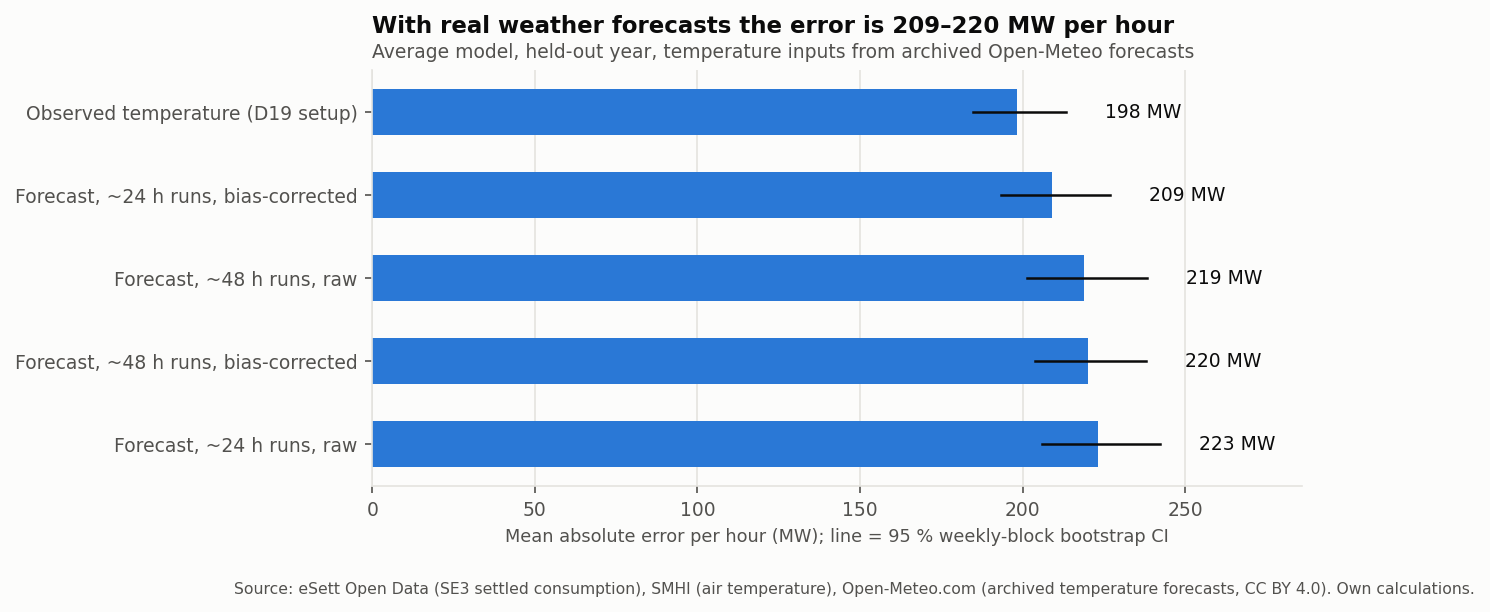 With real weather forecasts the error is 209–220 MW per hour
Average model, held-out year, temperature inputs from archived Open-Meteo forecasts
Observed temperature (D19 setup)
198 MW
Forecast, ~24 h runs, bias-corrected
209 MW
Forecast, ~48 h runs, raw
219 MW
Forecast, ~48 h runs, bias-corrected
220 MW
Forecast, ~24 h runs, raw
223 MW
0 50 100 150 200 250
Mean absolute error per hour (MW); line = 95 % weekly-block bootstrap CI
Source: eSett Open Data (SE3 settled consumption), SMHI (air temperature), Open-Meteo.com (archived temperature forecasts, CC BY 4.0). Own calculations.